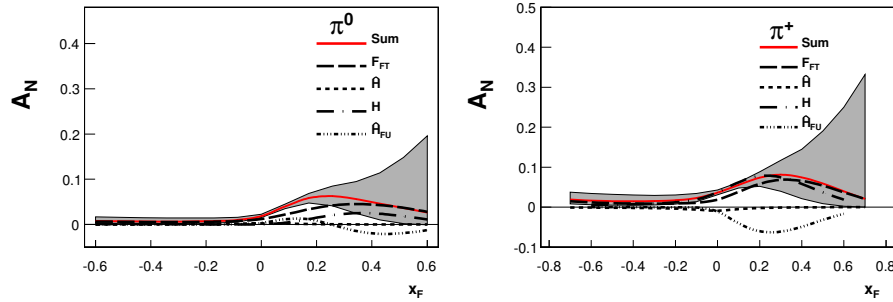 π⁰
Sum
F_FT
Ĥ
H
Ĥ_FU
A_N
0.4
0.3
0.2
0.1
0
-0.6 -0.4 -0.2 0 0.2 0.4 0.6
x_F
π⁺
Sum
F_FT
Ĥ
H
Ĥ_FU
A_N
0.5
0.4
0.3
0.2
0.1
0
-0.1
-0.8 -0.6 -0.4 -0.2 0 0.2 0.4 0.6 0.8
x_F